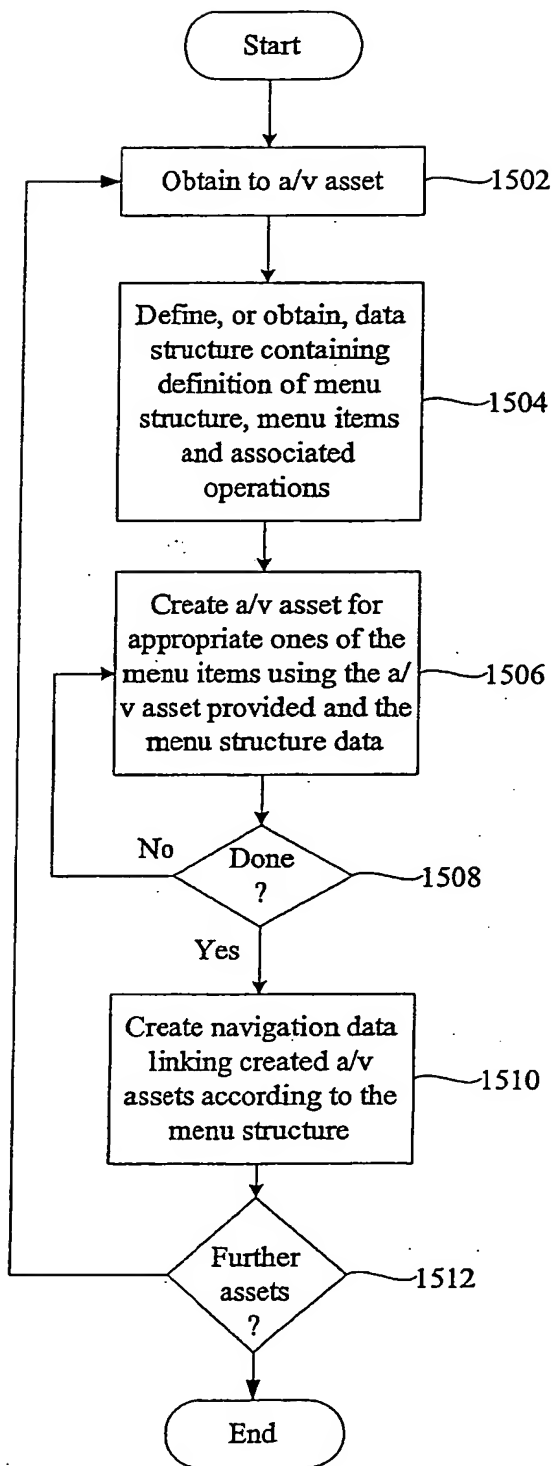 Start
Obtain to a/v asset
1502
Define, or obtain, data
structure containing
definition of menu
structure, menu items
and associated
operations
1504
Create a/v asset for
appropriate ones of the
menu items using the a/
v asset provided and the
menu structure data
1506
No
Done
?
1508
Yes
Create navigation data
linking created a/v
assets according to the
menu structure
1510
Further
assets
?
1512
End